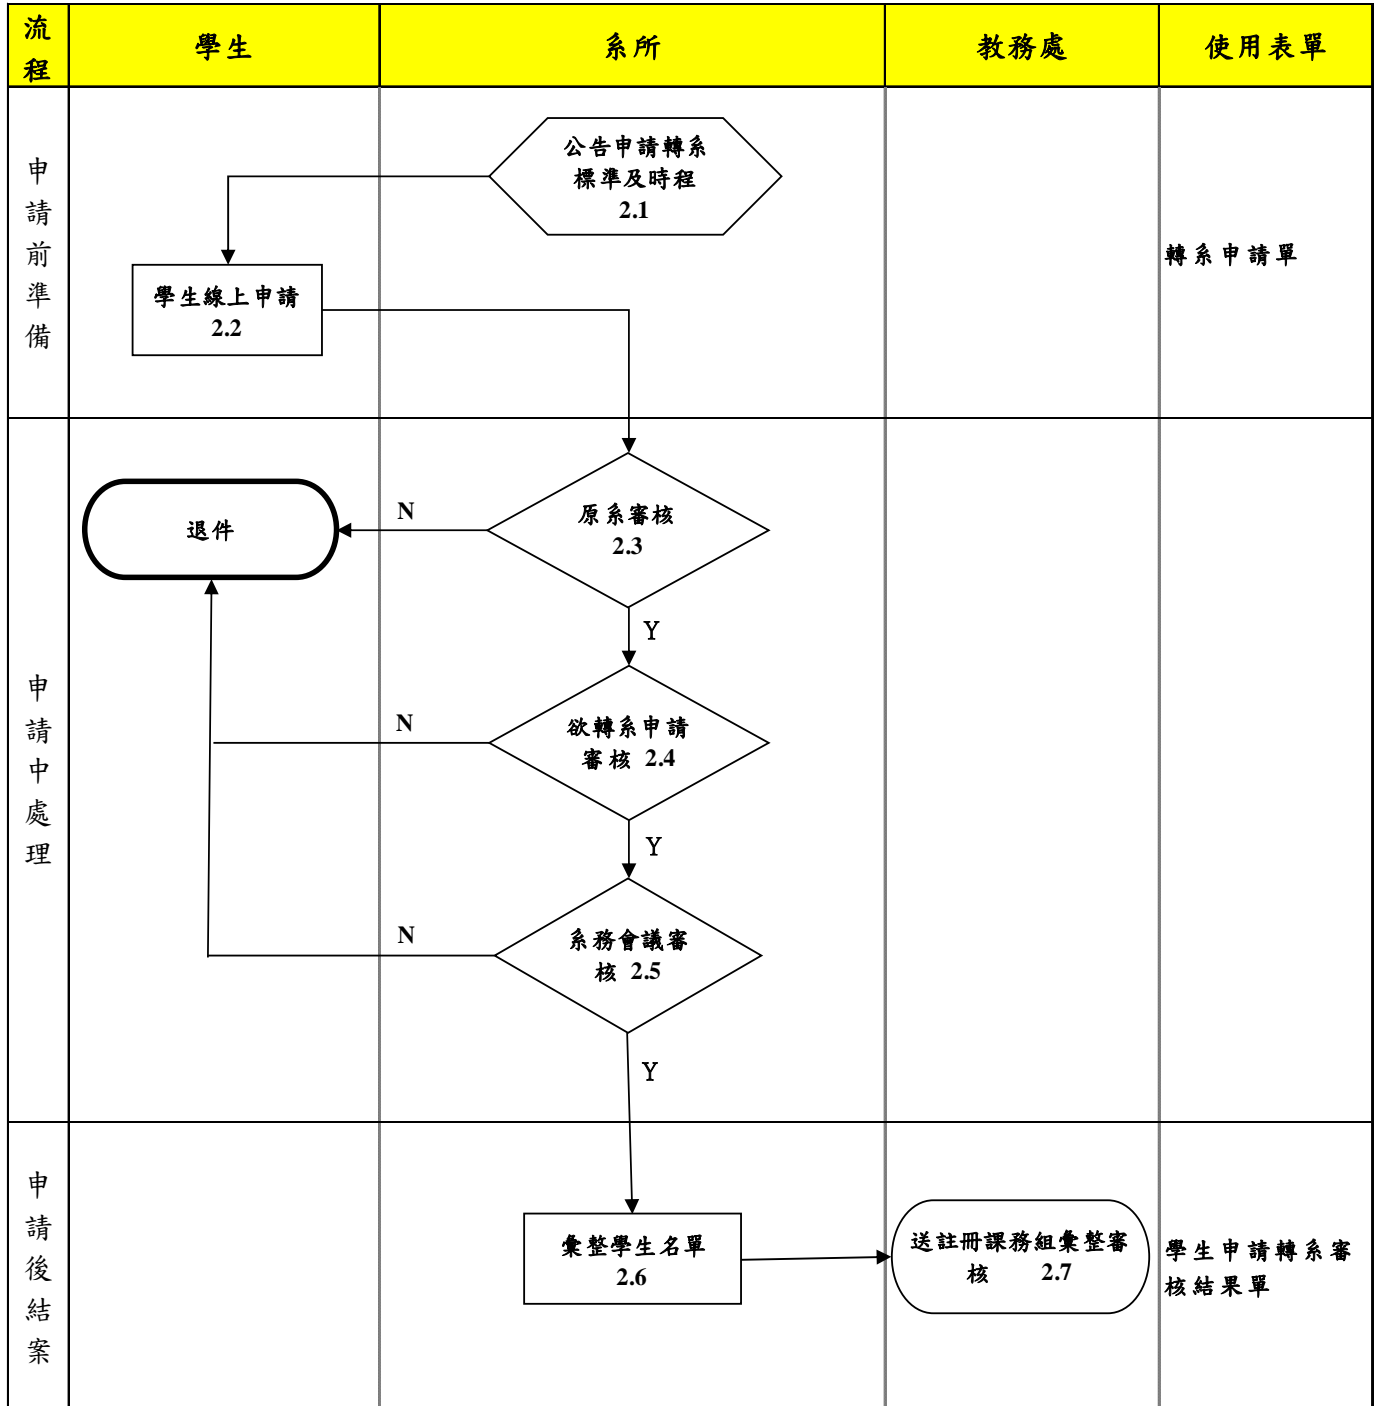 流程
學生
系所
教務處
使用表單
申請前準備
公告申請轉系
標準及時程
2.1
學生線上申請
2.2
轉系申請單
申請中處理
退件
N
原系審核
2.3
Y
N
欲轉系申請
審核 2.4
Y
N
系務會議審
核 2.5
Y
申請後結案
彙整學生名單
2.6
送註冊課務組彙整審
核 2.7
學生申請轉系審
核結果單